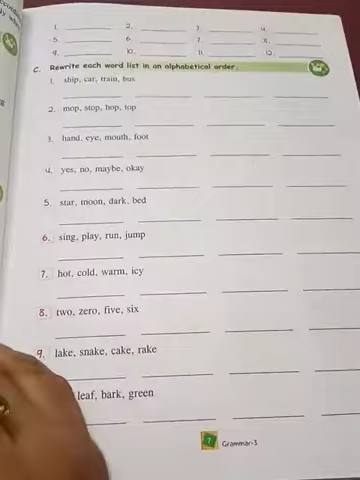 1. 2. 3. 4.
5. 6. 7. 8.
9. 10. 11. 12.
C. Rewrite each word list in an alphabetical order.
1. ship, car, train, bus
2. mop, stop, hop, top
3. hand, eye, mouth, foot
4. yes, no, maybe, okay
5. star, moon, dark, bed
6. sing, play, run, jump
7. hot, cold, warm, icy
8. two, zero, five, six
9. lake, snake, cake, rake
leaf, bark, green
7 Grammar-3